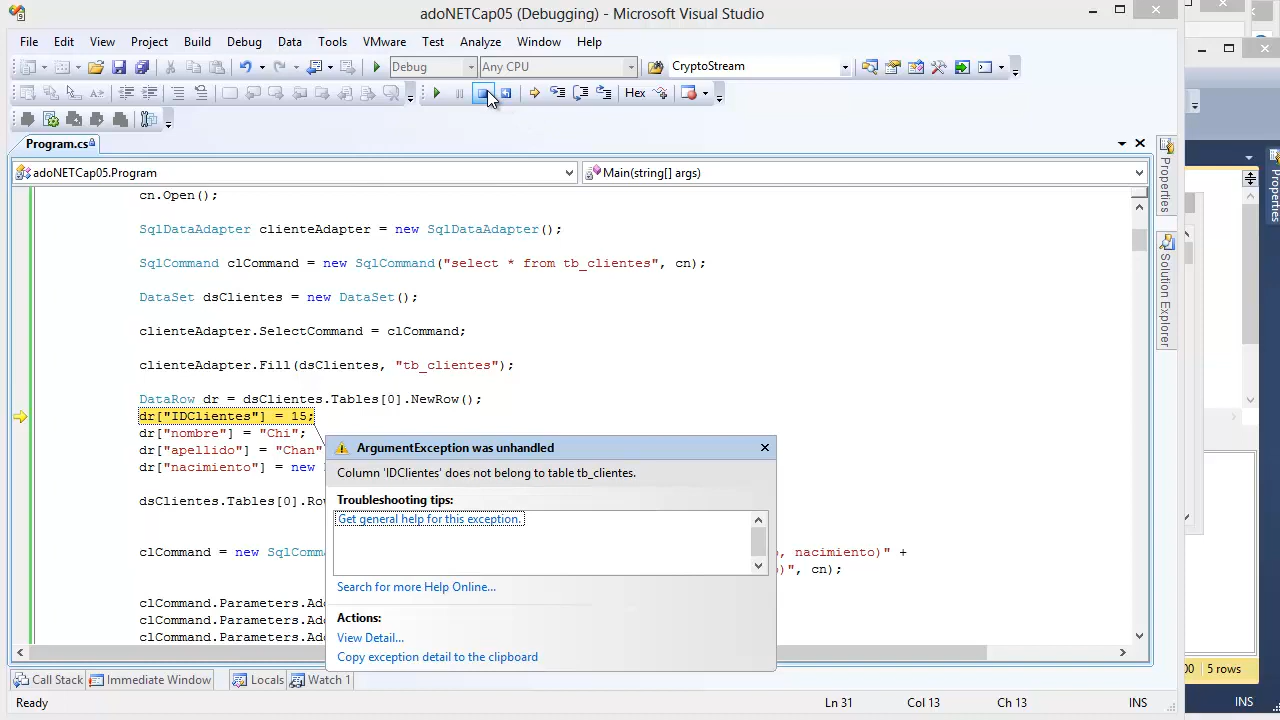 adoNETCap05 (Debugging) - Microsoft Visual Studio
File Edit View Project Build Debug Data Tools VMware Test Analyze Window Help
Debug Any CPU CryptoStream
Hex
Program.cs
adoNETCap05.Program Main(string[] args)
cn.Open();
SqlDataAdapter clienteAdapter = new SqlDataAdapter();
SqlCommand clCommand = new SqlCommand("select * from tb_clientes", cn);
DataSet dsClientes = new DataSet();
clienteAdapter.SelectCommand = clCommand;
clienteAdapter.Fill(dsClientes, "tb_clientes");
DataRow dr = dsClientes.Tables[0].NewRow();
dr["IDClientes"] = 15;
dr["nombre"] = "Chi";
dr["apellido"] = "Chan"
dr["nacimiento"] = new
dsClientes.Tables[0].Ro
clCommand = new SqlComm , nacimiento)" +
)", cn);
clCommand.Parameters.Ad
clCommand.Parameters.Ad
clCommand.Parameters.Ad
ArgumentException was unhandled
Column 'IDClientes' does not belong to table tb_clientes.
Troubleshooting tips:
Get general help for this exception.
Search for more Help Online...
Actions:
View Detail...
Copy exception detail to the clipboard
Properties
Solution Explorer
Properties
Call Stack Immediate Window Locals Watch 1
00 5 rows
Ready Ln 31 Col 13 Ch 13 INS
INS